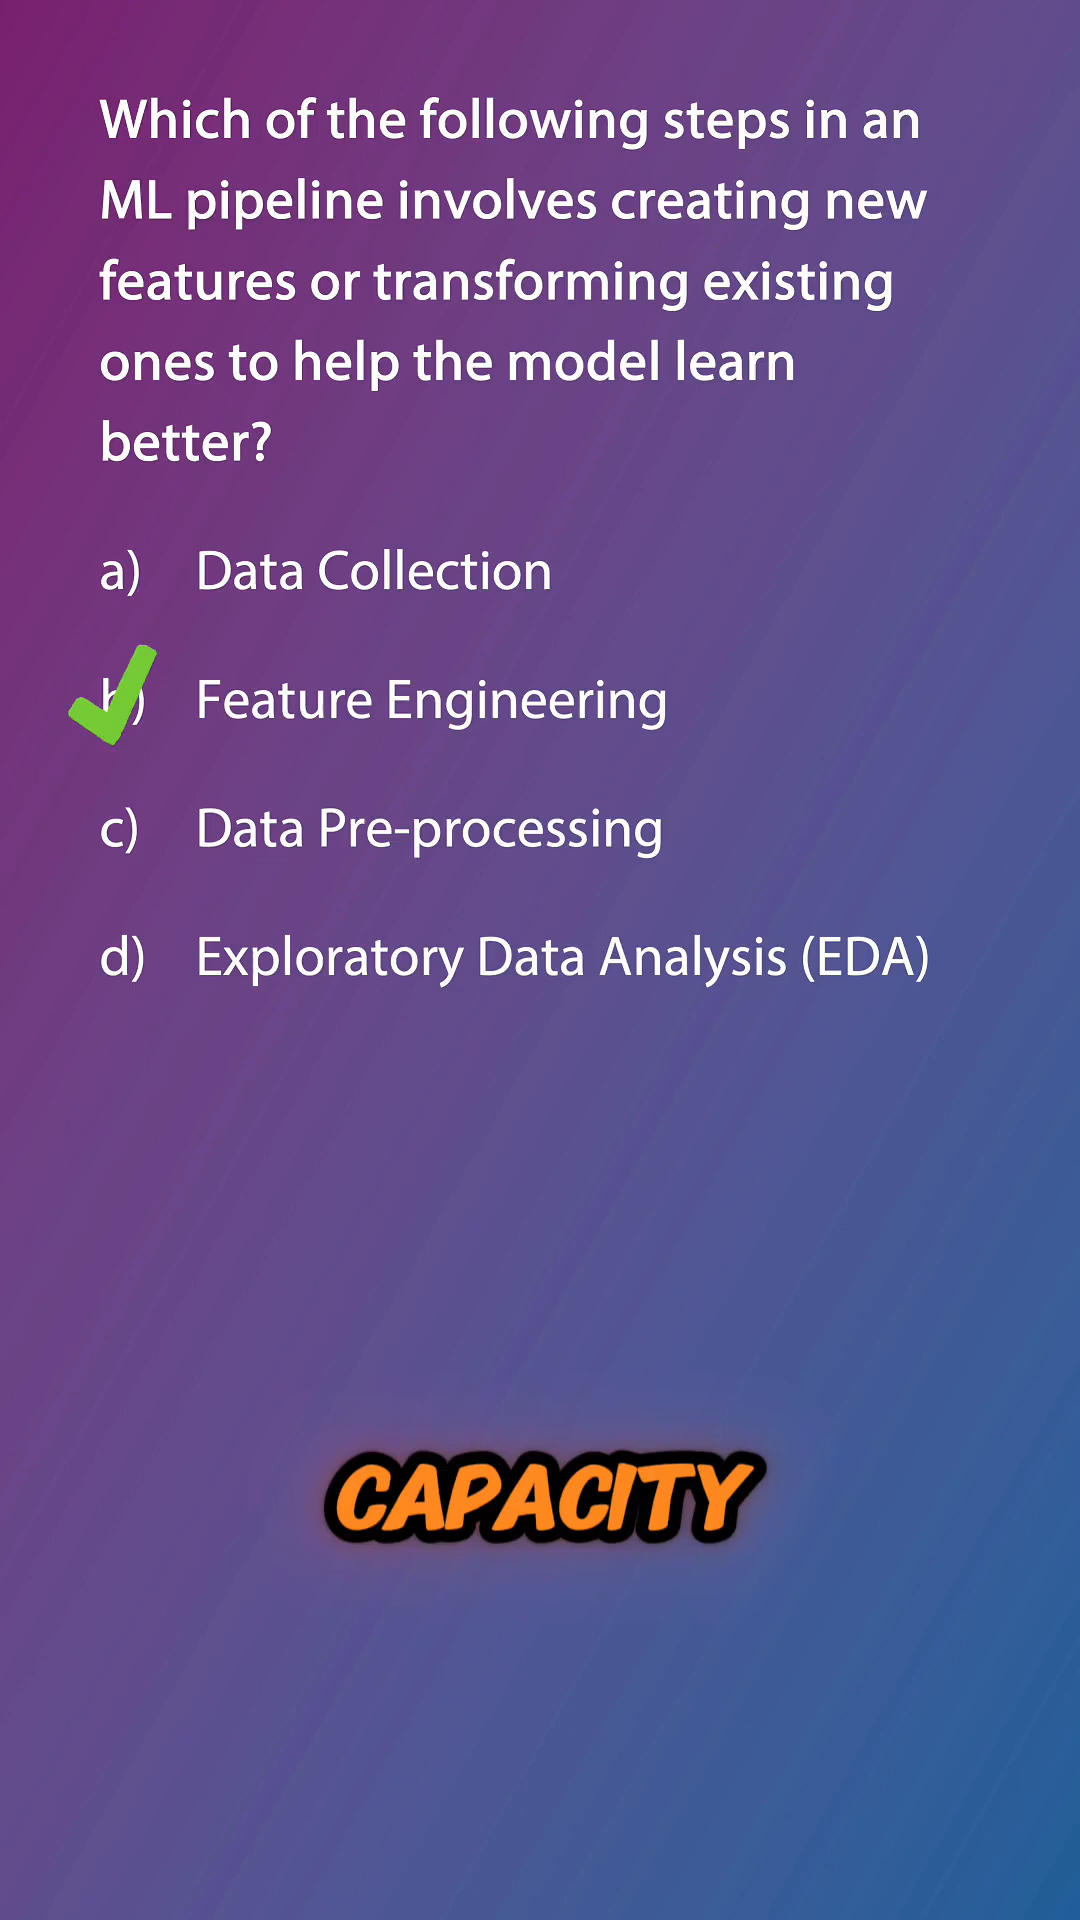 Which of the following steps in an
ML pipeline involves creating new
features or transforming existing
ones to help the model learn
better?
a) Data Collection
b) Feature Engineering
c) Data Pre-processing
d) Exploratory Data Analysis (EDA)
CAPACITY